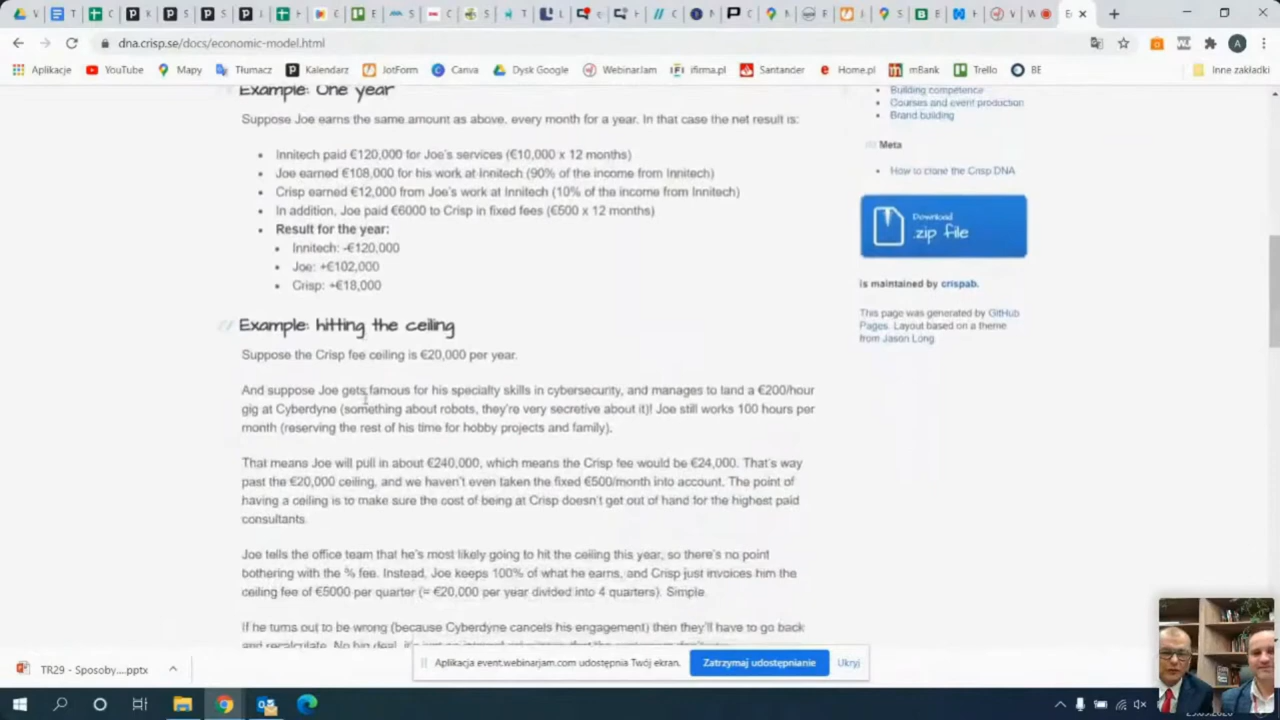 dna.crisp.se/docs/economic-model.html
Aplikacje
YouTube
Mapy
Tłumacz
Kalendarz
JotForm
Canva
Dysk Google
WebinarJam
ifirma.pl
Santander
Home.pl
mBank
Trello
BE
Inne zakładki
Example: One year
Suppose Joe earns the same amount as above, every month for a year. In that case the net result is:
Innitech paid €120,000 for Joe's services (€10,000 x 12 months)
Joe earned €108,000 for his work at Innitech (90% of the income from Innitech)
Crisp earned €12,000 from Joe's work at Innitech (10% of the income from Innitech)
In addition, Joe paid €6000 to Crisp in fixed fees (€500 x 12 months)
Result for the year:
Innitech: -€120,000
Joe: +€102,000
Crisp: +€18,000
// Example: hitting the ceiling
Suppose the Crisp fee ceiling is €20,000 per year.
And suppose Joe gets famous for his specialty skills in cybersecurity, and manages to land a €200/hour
gig at Cyberdyne (something about robots, they're very secretive about it)! Joe still works 100 hours per
month (reserving the rest of his time for hobby projects and family).
That means Joe will pull in about €240,000, which means the Crisp fee would be €24,000. That's way
past the €20,000 ceiling, and we haven't even taken the fixed €500/month into account. The point of
having a ceiling is to make sure the cost of being at Crisp doesn't get out of hand for the highest paid
consultants.
Joe tells the office team that he's most likely going to hit the ceiling this year, so there's no point
bothering with the % fee. Instead, Joe keeps 100% of what he earns, and Crisp just invoices him the
ceiling fee of €5000 per quarter (= €20,000 per year divided into 4 quarters). Simple.
If he turns out to be wrong (because Cyberdyne cancels his engagement) then they'll have to go back
and recalculate. No big deal,
Building competence
Courses and event production
Brand building
Meta
How to clone the Crisp DNA
Download
.zip file
is maintained by crispab.
This page was generated by GitHub
Pages. Layout based on a theme
from Jason Long
Aplikacja event.webinarjam.com udostępnia Twój ekran.
Zatrzymaj udostępnianie
Ukryj
TR29 - Sposoby....pptx